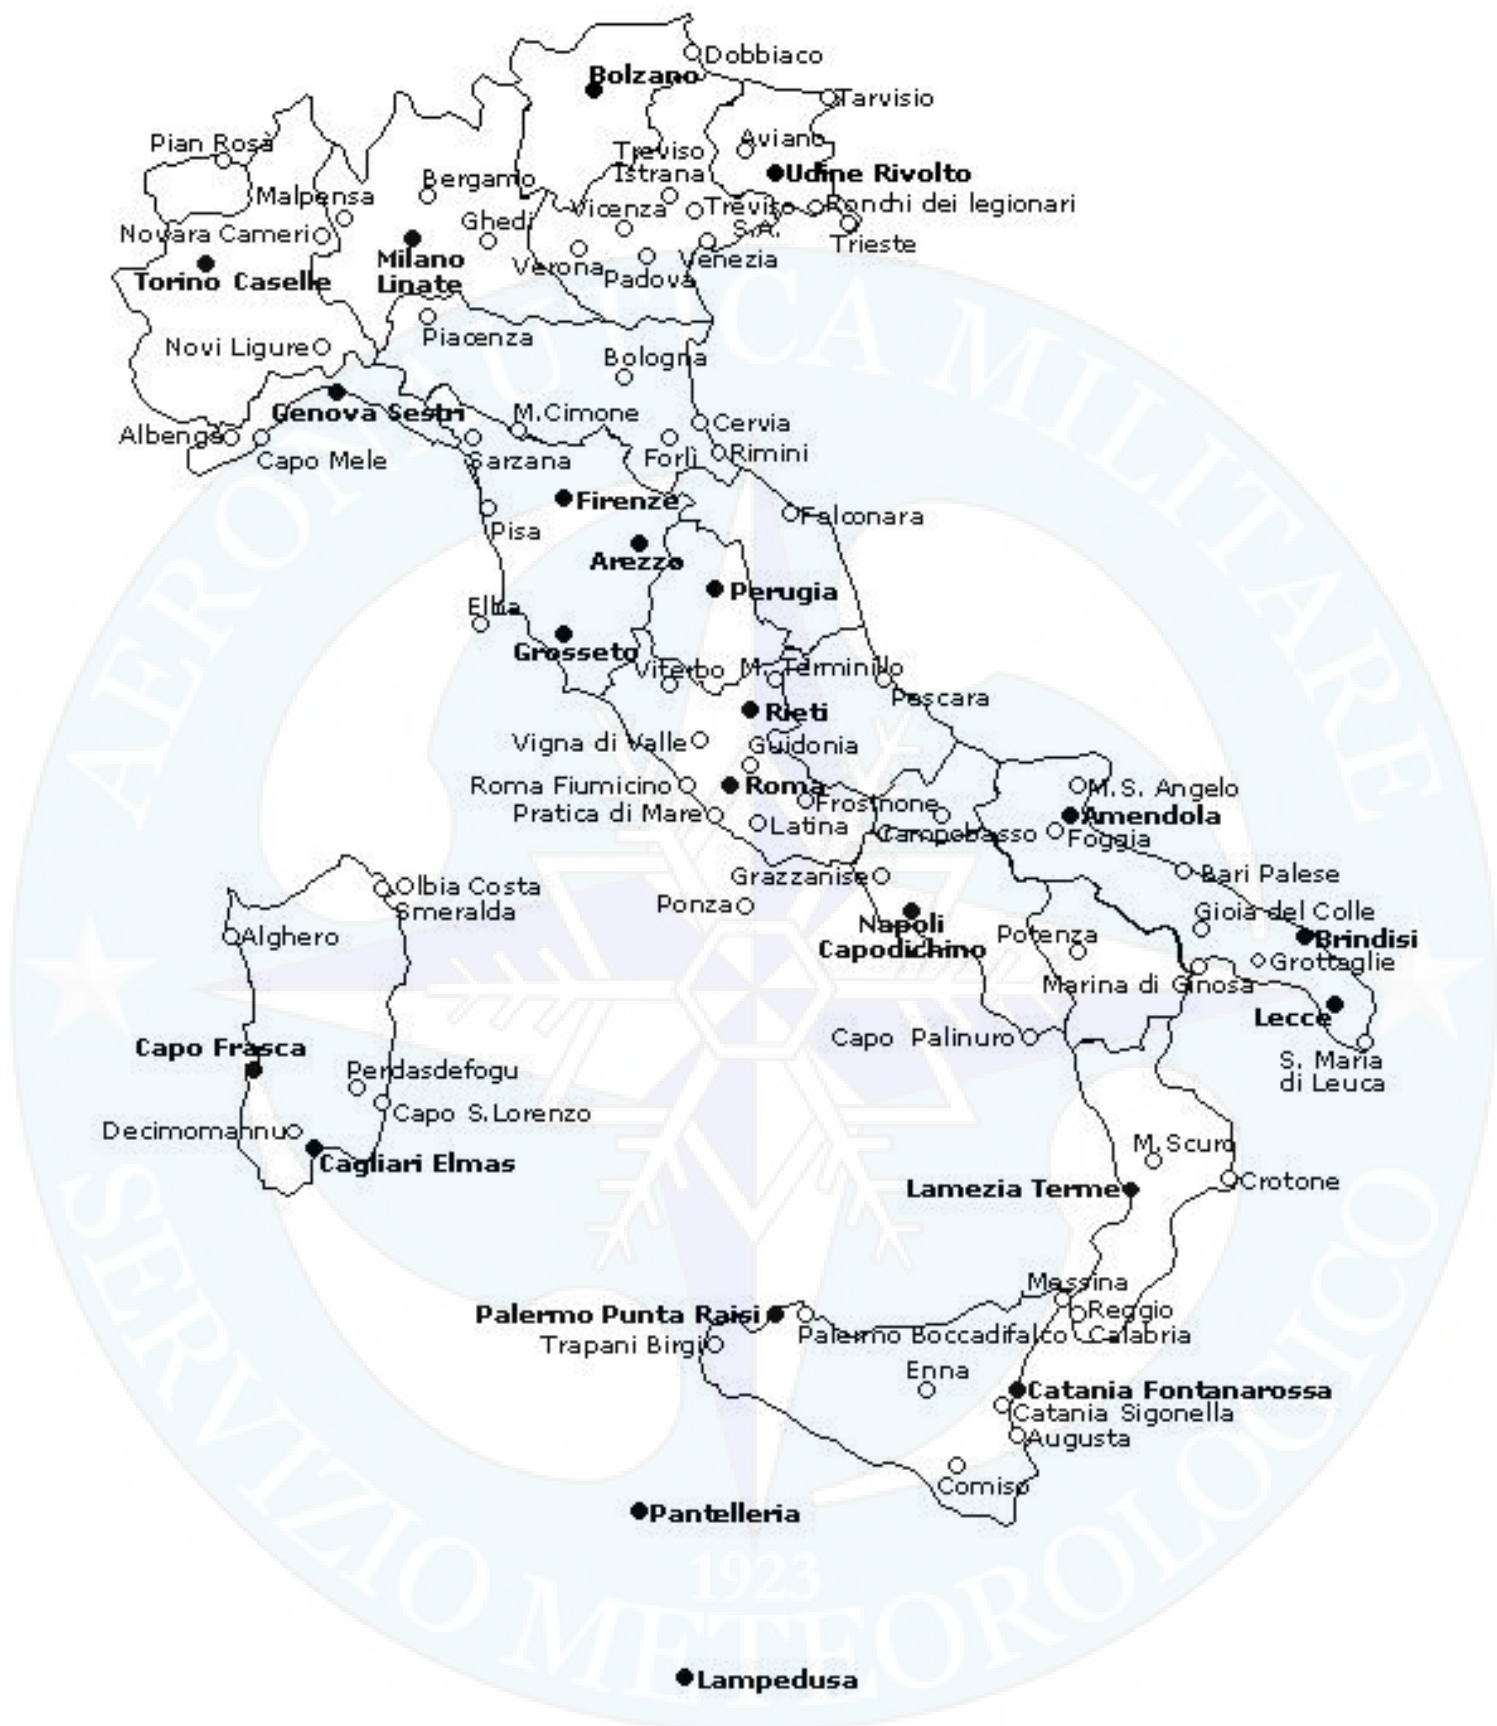 Dobbiaco
Bolzano
Tarvisio
Pian Rosà
Aviano
Treviso
Istrana
Udine Rivolto
Bergamo
Malpensa
Vicenza
Treviso
S.A.
Ronchi dei legionari
Ghedi
Novara Cameri
Trieste
Milano
Linate
Verona
Padova
Venezia
Torino Caselle
Piacenza
Novi Ligure
Bologna
Genova Sestri
M.Cimone
Cervia
Albenga
Capo Mele
Sarzana
Forlì
Rimini
Firenze
Pisa
Falconara
Arezzo
Perugia
Elba
Grosseto
Viterbo
M. Terminillo
Pescara
Rieti
Vigna di Valle
Guidonia
Roma Fiumicino
Roma
M.S. Angelo
Pratica di Mare
Frosinone
Latina
Campobasso
Amendola
Foggia
Grazzanise
Bari Palese
Olbia Costa
Smeralda
Ponza
Napoli
Capodichino
Gioia del Colle
Alghero
Potenza
Brindisi
Grottaglie
Marina di Ginosa
Lecce
Capo Palinuro
Capo Frasca
S. Maria
di Leuca
Perdasdefogu
Capo S.Lorenzo
Decimomannu
Cagliari Elmas
M.Scuro
Lamezia Terme
Crotone
Messina
Reggio
Calabria
Palermo Punta Raisi
Palermo Boccadifalco
Trapani Birgi
Enna
Catania Fontanarossa
Catania Sigonella
Augusta
Comiso
Pantelleria
Lampedusa
AERONAUTICA MILITARE
SERVIZIO METEOROLOGICO
1923